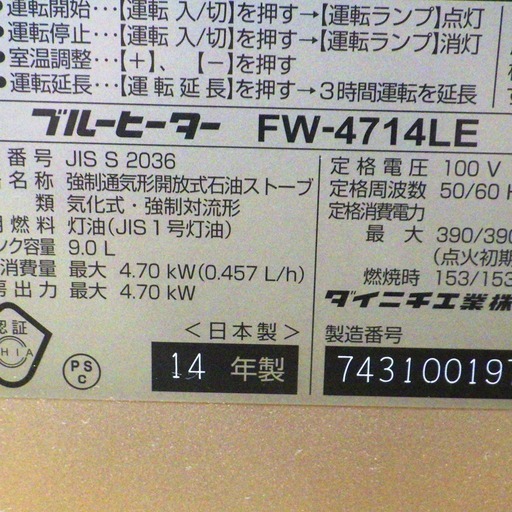 ●運転開始…【運転 入/切】を押す→【運転ランプ】点灯
●運転停止…【運転 入/切】を押す→【運転ランプ】消灯
●室温調整…【+】、【-】を押す
●運転延長…【運転延長】を押す→3時間運転を延長
ブルーヒーター FW-4714LE
番号 JIS S 2036
名称 強制通気形開放式石油ストーブ
類 気化式・強制対流形
燃料 灯油(JIS1号灯油)
ンク容量 9.0 L
消費量 最大 4.70 kW(0.457 L/h)
出力 最大 4.70 kW
定格電圧 100 V
定格周波数 50/60 H
定格消費電力
最大 390/390
(点火初期
燃焼時 153/153
ダイニチ工業株
<日本製>
認証
HIA
PS
C
14 年製
製造番号
743100197